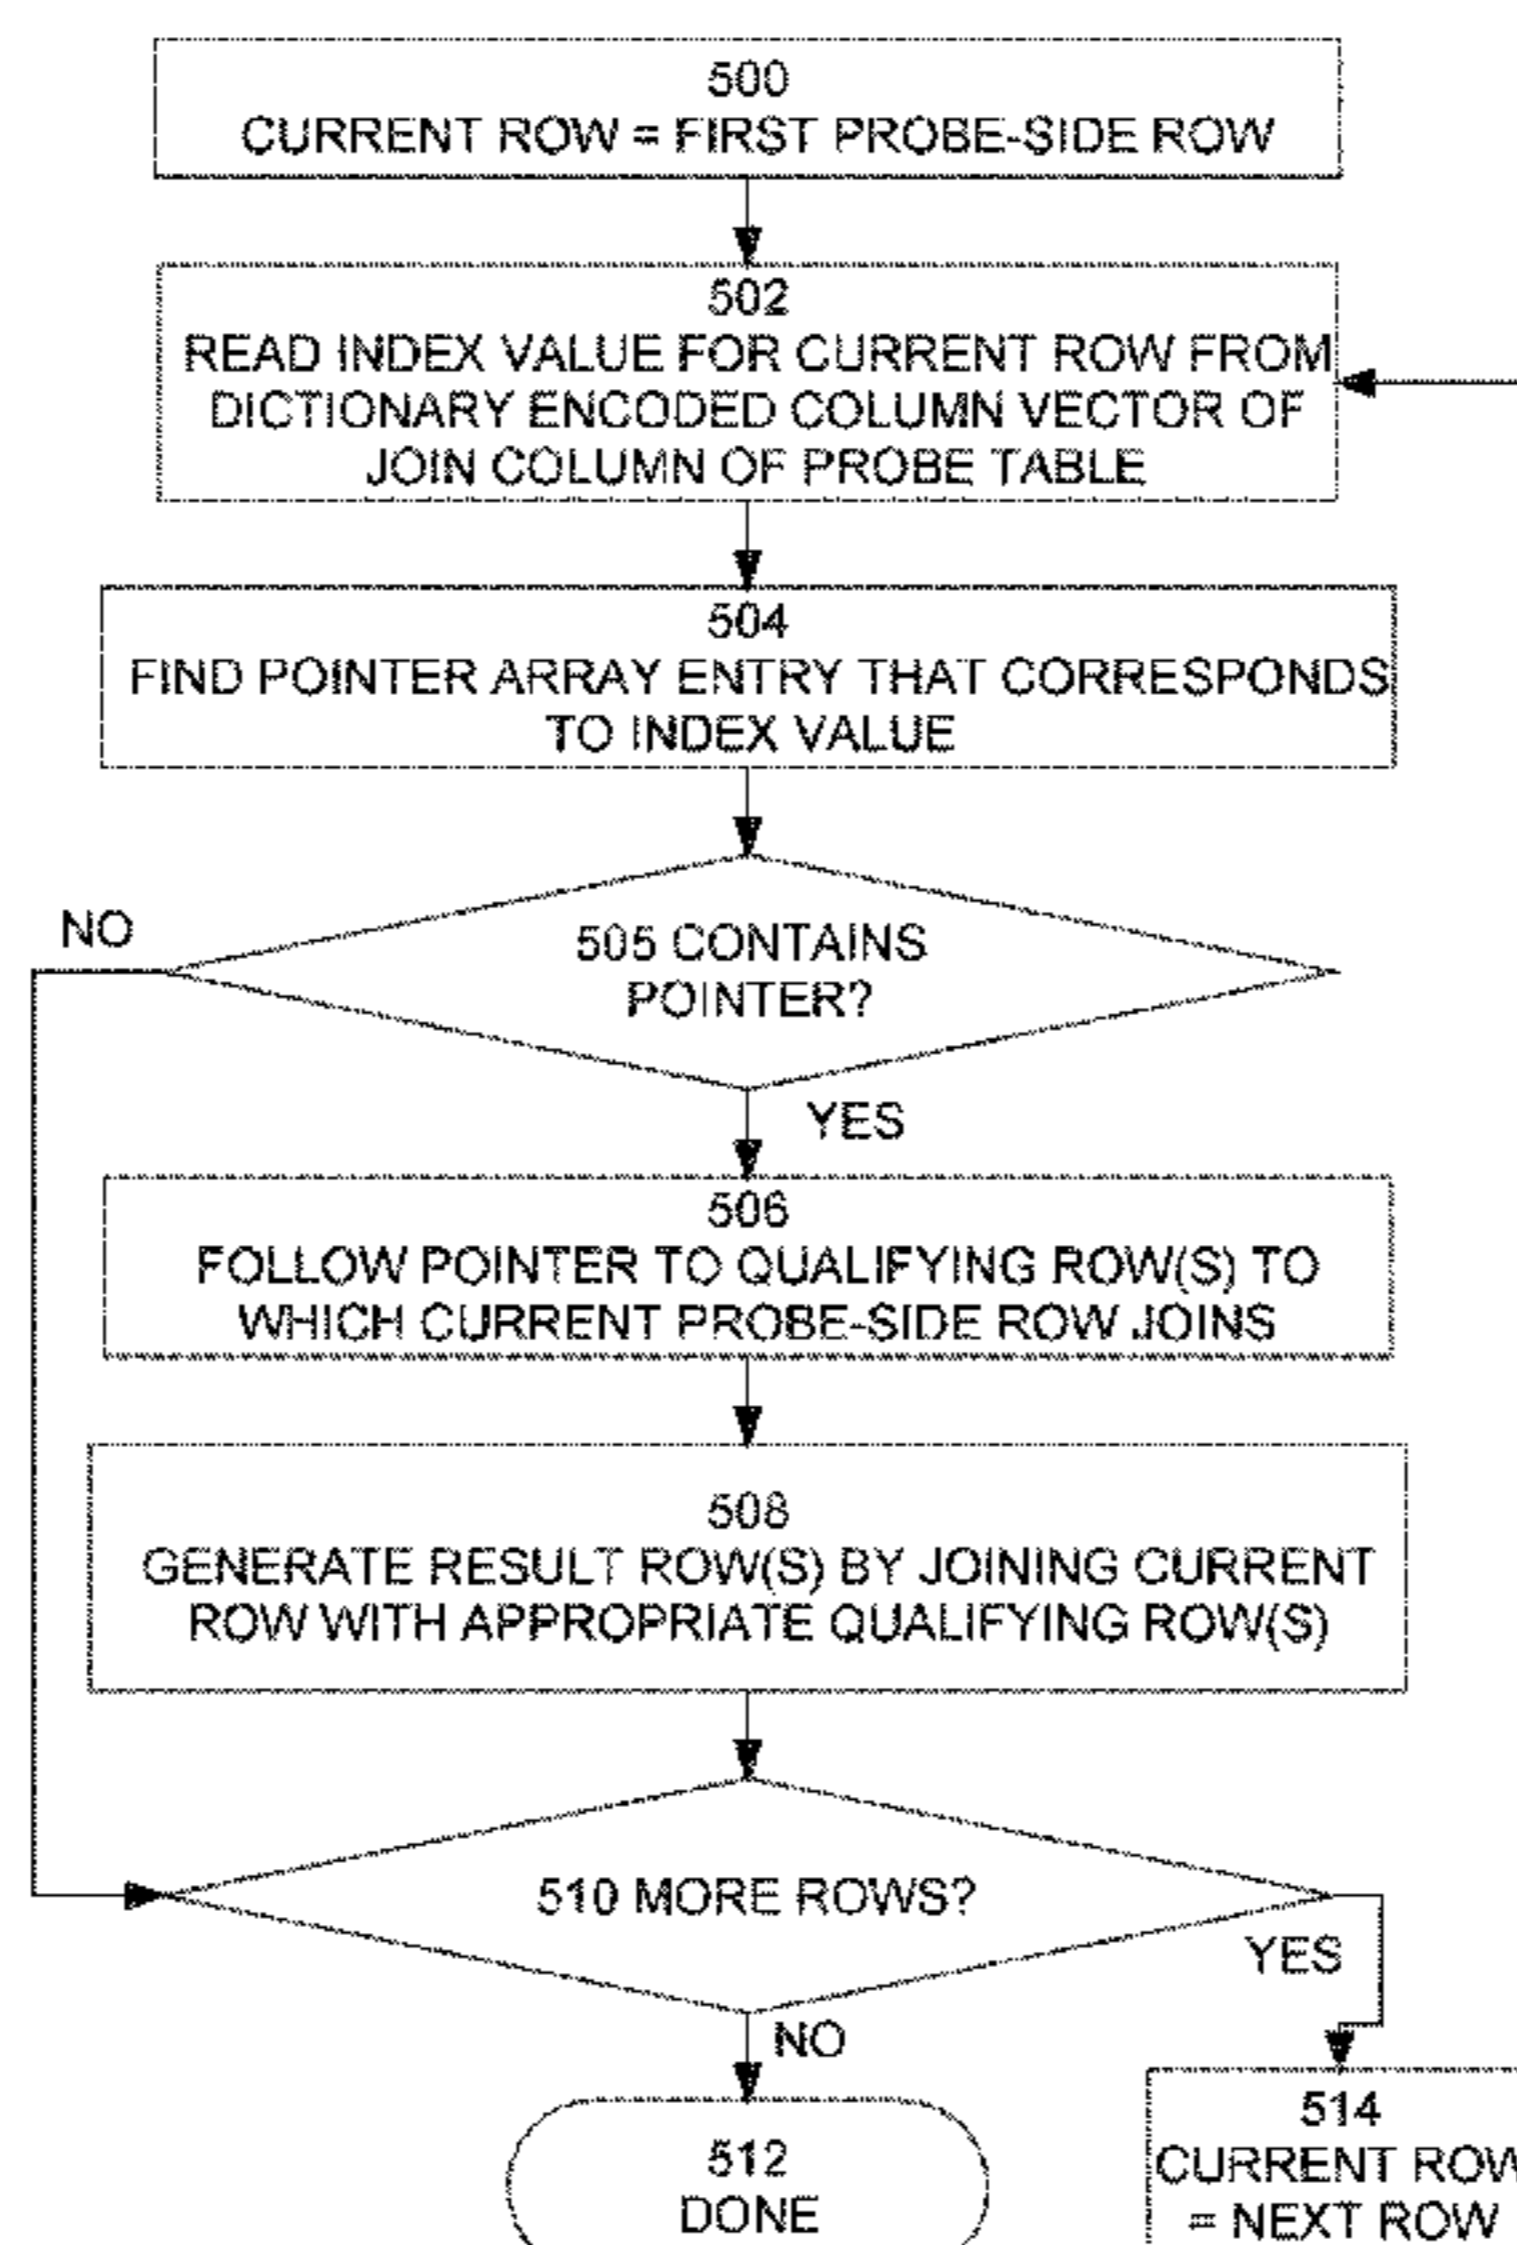 500
CURRENT ROW = FIRST PROBE-SIDE ROW
502
READ INDEX VALUE FOR CURRENT ROW FROM
DICTIONARY ENCODED COLUMN VECTOR OF
JOIN COLUMN OF PROBE TABLE
504
FIND POINTER ARRAY ENTRY THAT CORRESPONDS
TO INDEX VALUE
NO
505 CONTAINS
POINTER?
YES
506
FOLLOW POINTER TO QUALIFYING ROW(S) TO
WHICH CURRENT PROBE-SIDE ROW JOINS
508
GENERATE RESULT ROW(S) BY JOINING CURRENT
ROW WITH APPROPRIATE QUALIFYING ROW(S)
510 MORE ROWS?
YES
NO
512
DONE
514
CURRENT ROW
= NEXT ROW